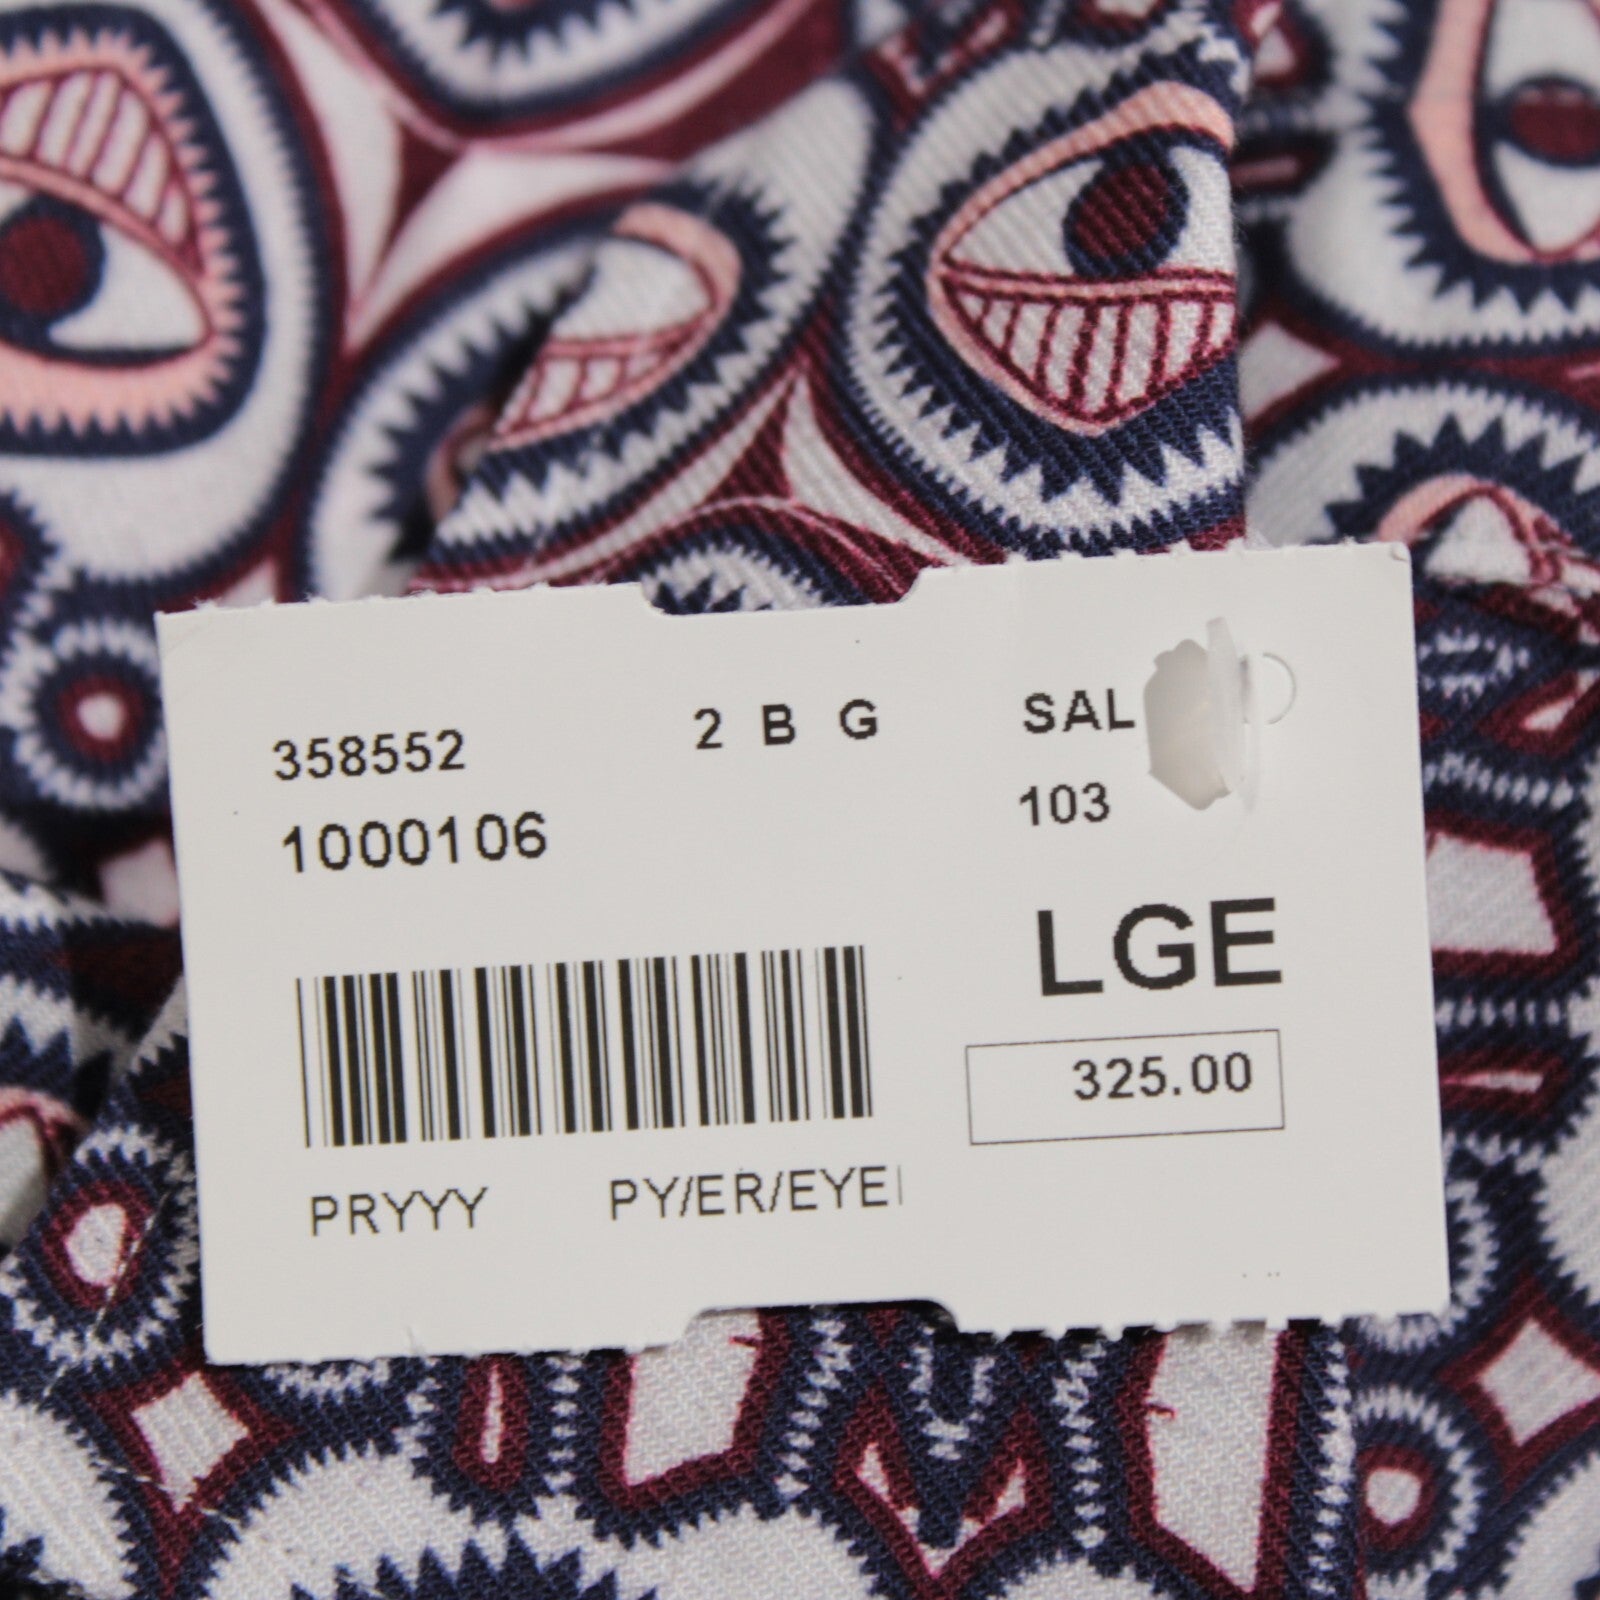 358552 2 B G SAL
1000106 103
LGE
325.00
PRYYY PY/ER/EYE